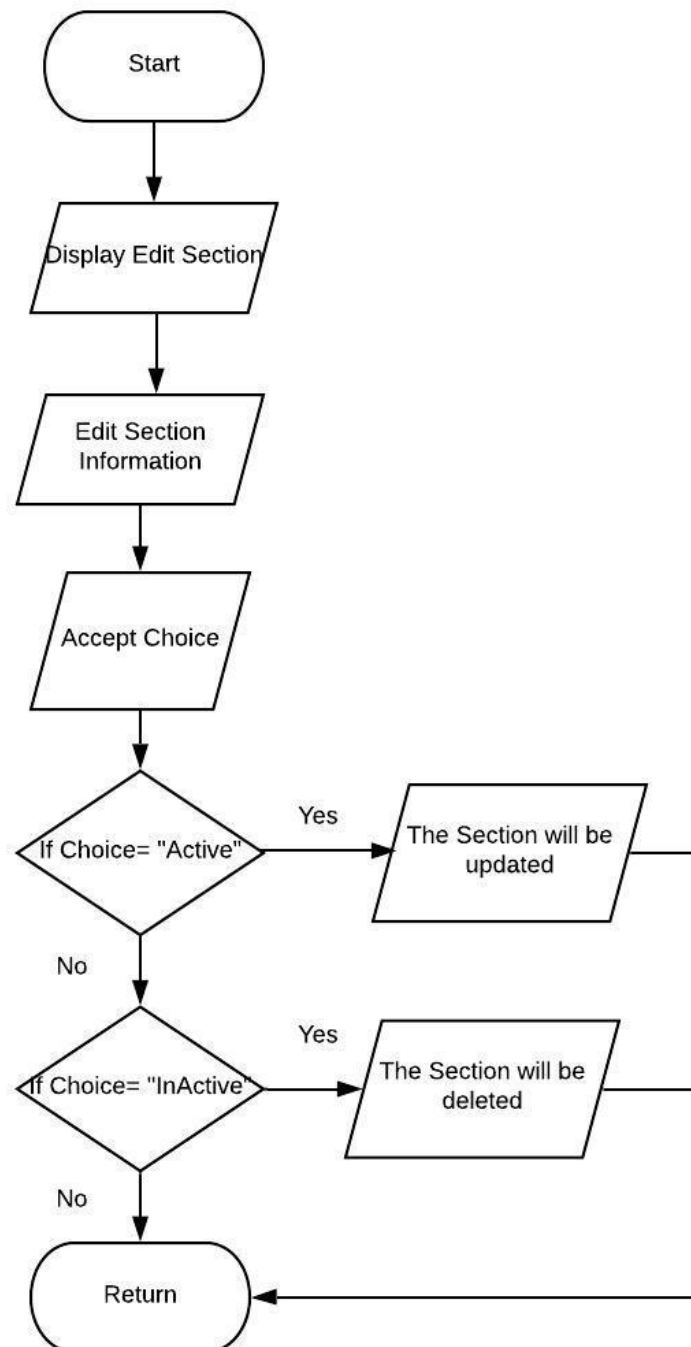 Start
Display Edit Section
Edit Section
Information
Accept Choice
If Choice= "Active"
Yes
The Section will be
updated
No
If Choice= "InActive"
Yes
The Section will be
deleted
No
Return